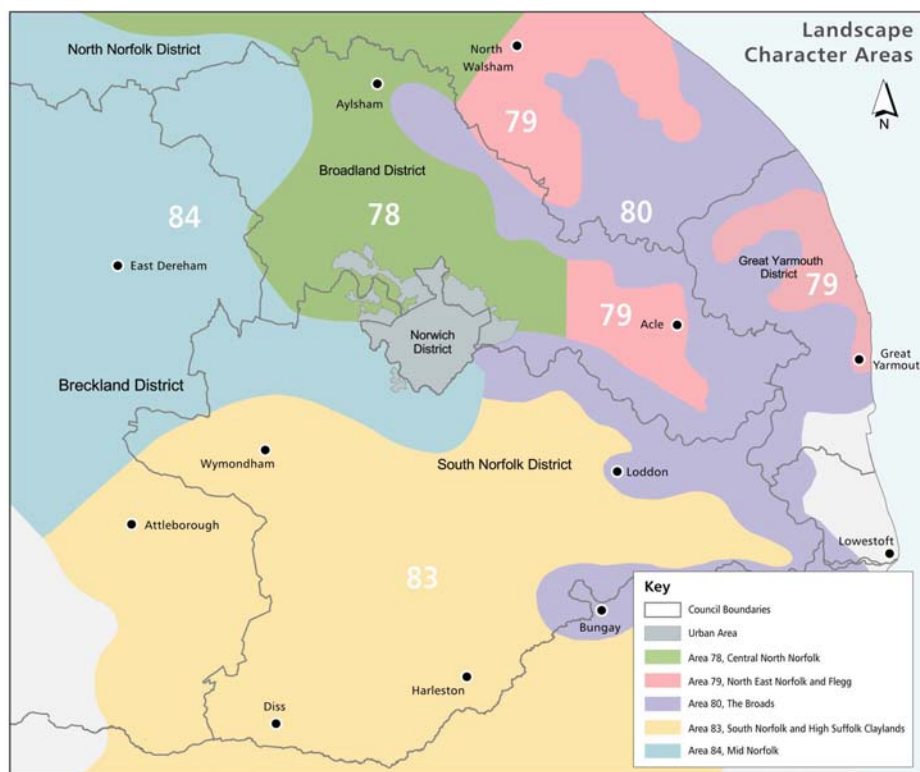 Landscape
Character Areas
N
North Norfolk District
North
Walsham
Aylsham
79
Broadland District
84
78
80
East Dereham
Great Yarmouth
District
79
79
Acle
Norwich
District
Great
Yarmout
Breckland District
Wymondham
South Norfolk District
Loddon
Attleborough
Lowestoft
83
Bungay
Harleston
Diss
Key
Council Boundaries
Urban Area
Area 78, Central North Norfolk
Area 79, North East Norfolk and Flegg
Area 80, The Broads
Area 83, South Norfolk and High Suffolk Claylands
Area 84, Mid Norfolk